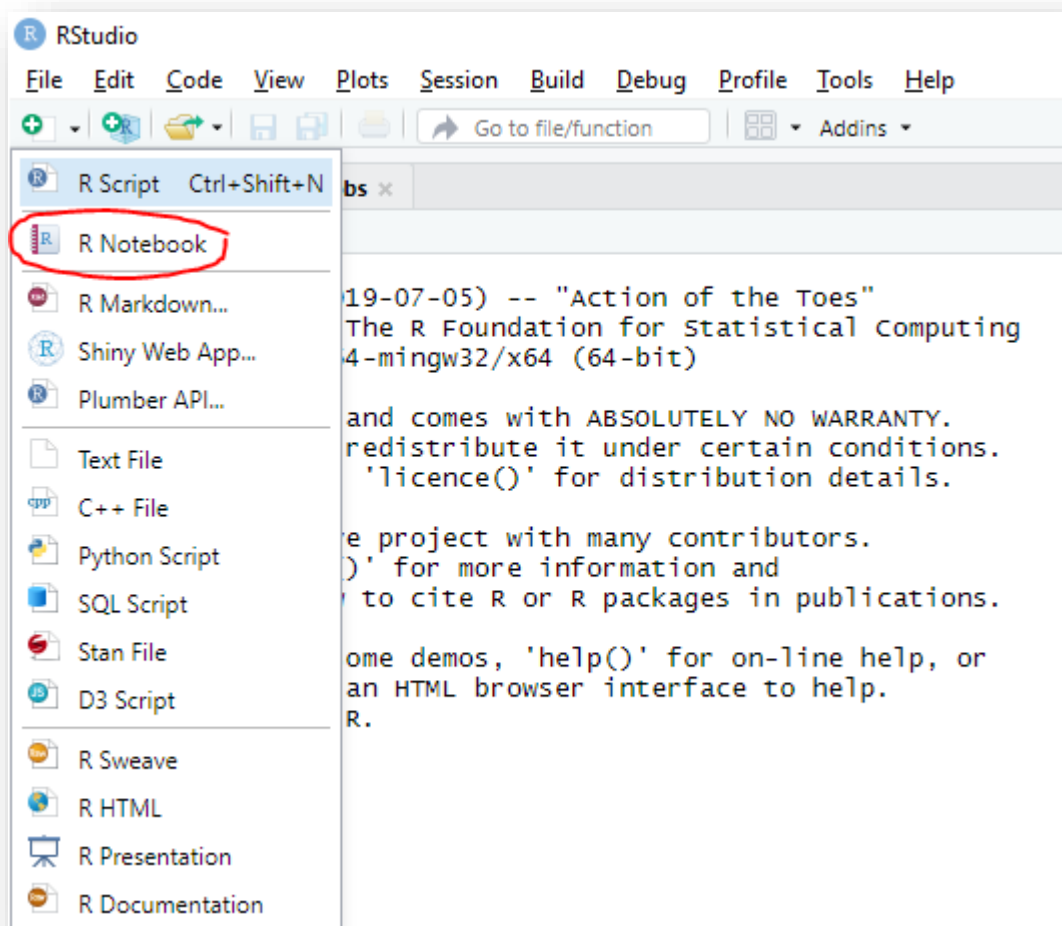 RStudio
File Edit Code View Plots Session Build Debug Profile Tools Help
Go to file/function Addins
R Script Ctrl+Shift+N
bs
R Notebook
R Markdown...
Shiny Web App...
Plumber API...
Text File
C++ File
Python Script
SQL Script
Stan File
D3 Script
R Sweave
R HTML
R Presentation
R Documentation
19-07-05) -- "Action of the Toes"
The R Foundation for Statistical Computing
4-mingw32/x64 (64-bit)
and comes with ABSOLUTELY NO WARRANTY.
redistribute it under certain conditions.
'licence()' for distribution details.
e project with many contributors.
)' for more information and
to cite R or R packages in publications.
ome demos, 'help()' for on-line help, or
an HTML browser interface to help.
R.